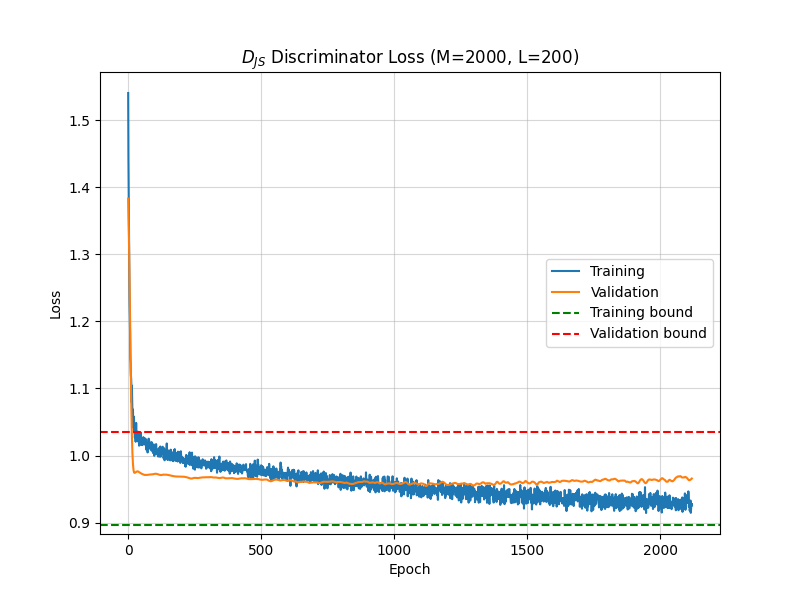 D_JS Discriminator Loss (M=2000, L=200)
1.5
1.4
1.3
1.2
1.1
1.0
0.9
Loss
Training
Validation
Training bound
Validation bound
0
500
1000
1500
2000
Epoch